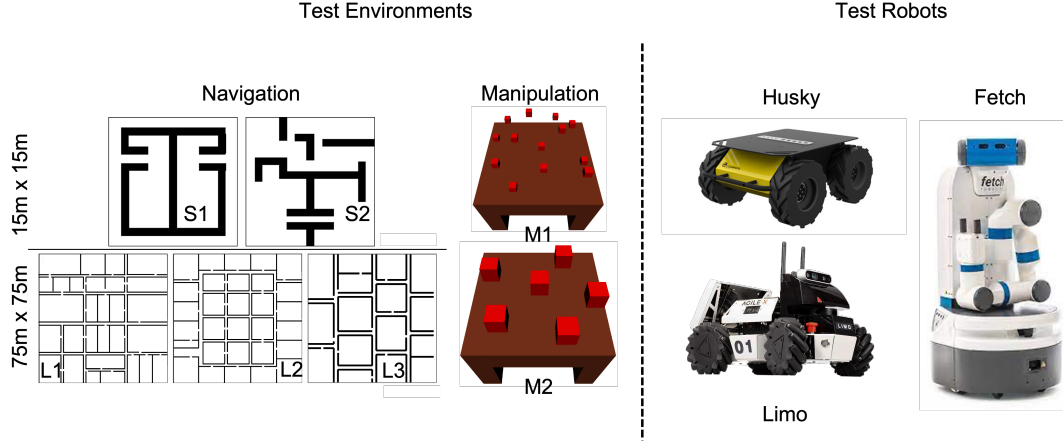 Test Environments
Test Robots
Navigation
Manipulation
Husky
Fetch
15m x 15m
S1
S2
M1
75m x 75m
L1
L2
L3
M2
fetch
AGILE X
LIMO
01
Limo